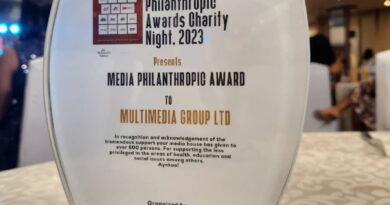 Philanthropic
Awards Charity
Night. 2023
Presents
MEDIA PHILANTHROPIC AWARD
TO
MULTIMEDIA GROUP LTD
In recognition and acknowledgement of the
tremendous support your media house has given to
over 600 persons. For supporting the less
privileged in the areas of health, education and
social issues among others.
Ayekoo!
Organized by